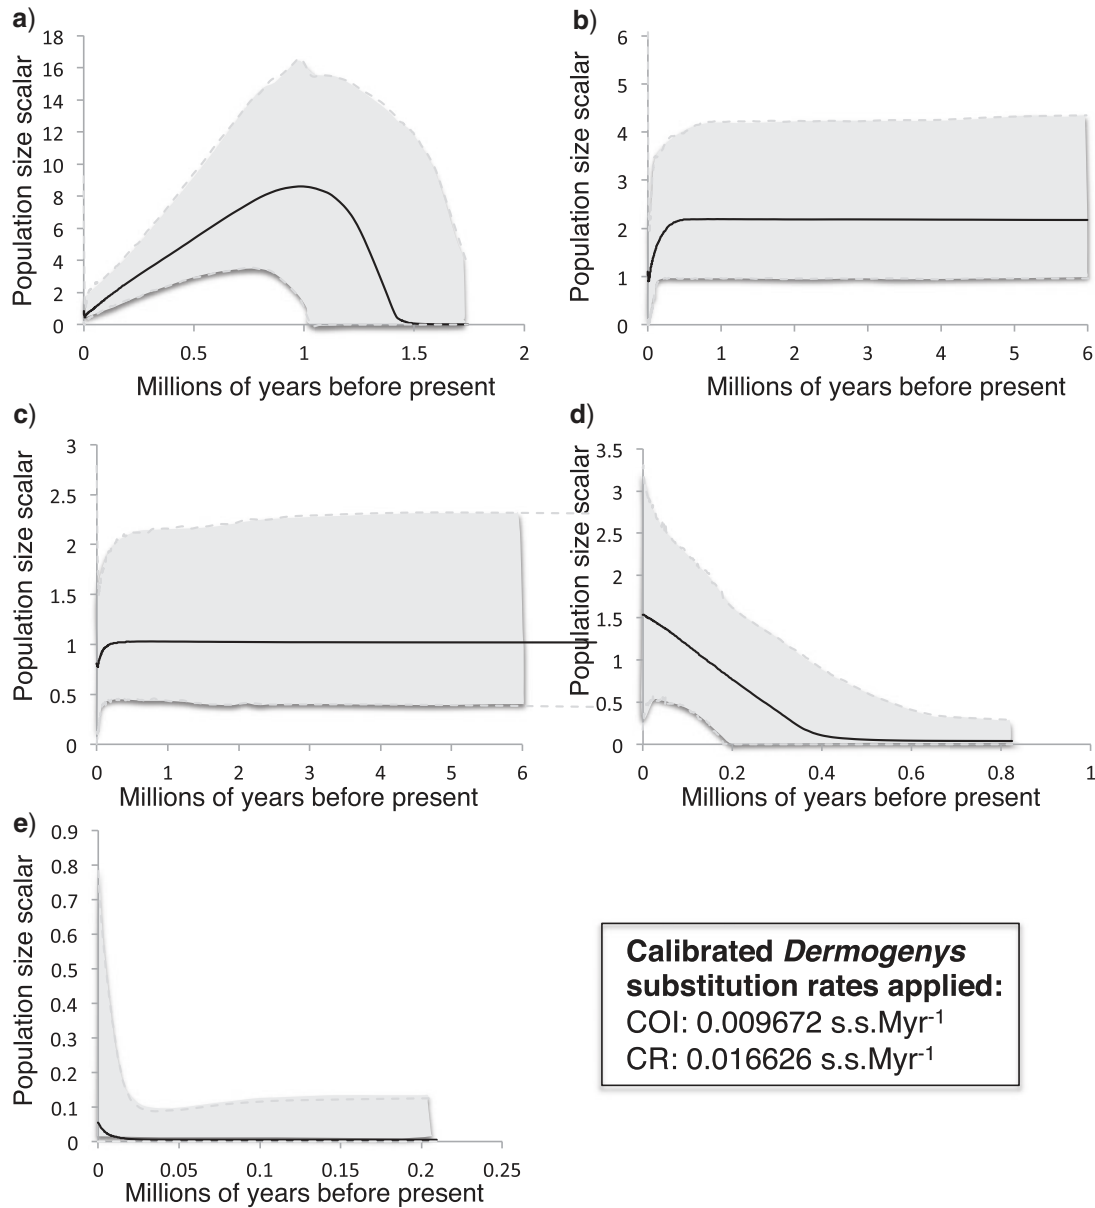 a)
Population size scalar
18
16
14
12
10
8
6
4
2
0
0 0.5 1 1.5 2
Millions of years before present
b)
Population size scalar
6
5
4
3
2
1
0
0 1 2 3 4 5 6
Millions of years before present
c)
Population size scalar
3
2.5
2
1.5
1
0.5
0
0 1 2 3 4 5 6
Millions of years before present
d)
Population size scalar
3.5
3
2.5
2
1.5
1
0.5
0
0 0.2 0.4 0.6 0.8 1
Millions of years before present
e)
Population size scalar
0.9
0.8
0.7
0.6
0.5
0.4
0.3
0.2
0.1
0
0 0.05 0.1 0.15 0.2 0.25
Millions of years before present
Calibrated Dermogenys
substitution rates applied:
COI: 0.009672 s.s.Myr⁻¹
CR: 0.016626 s.s.Myr⁻¹